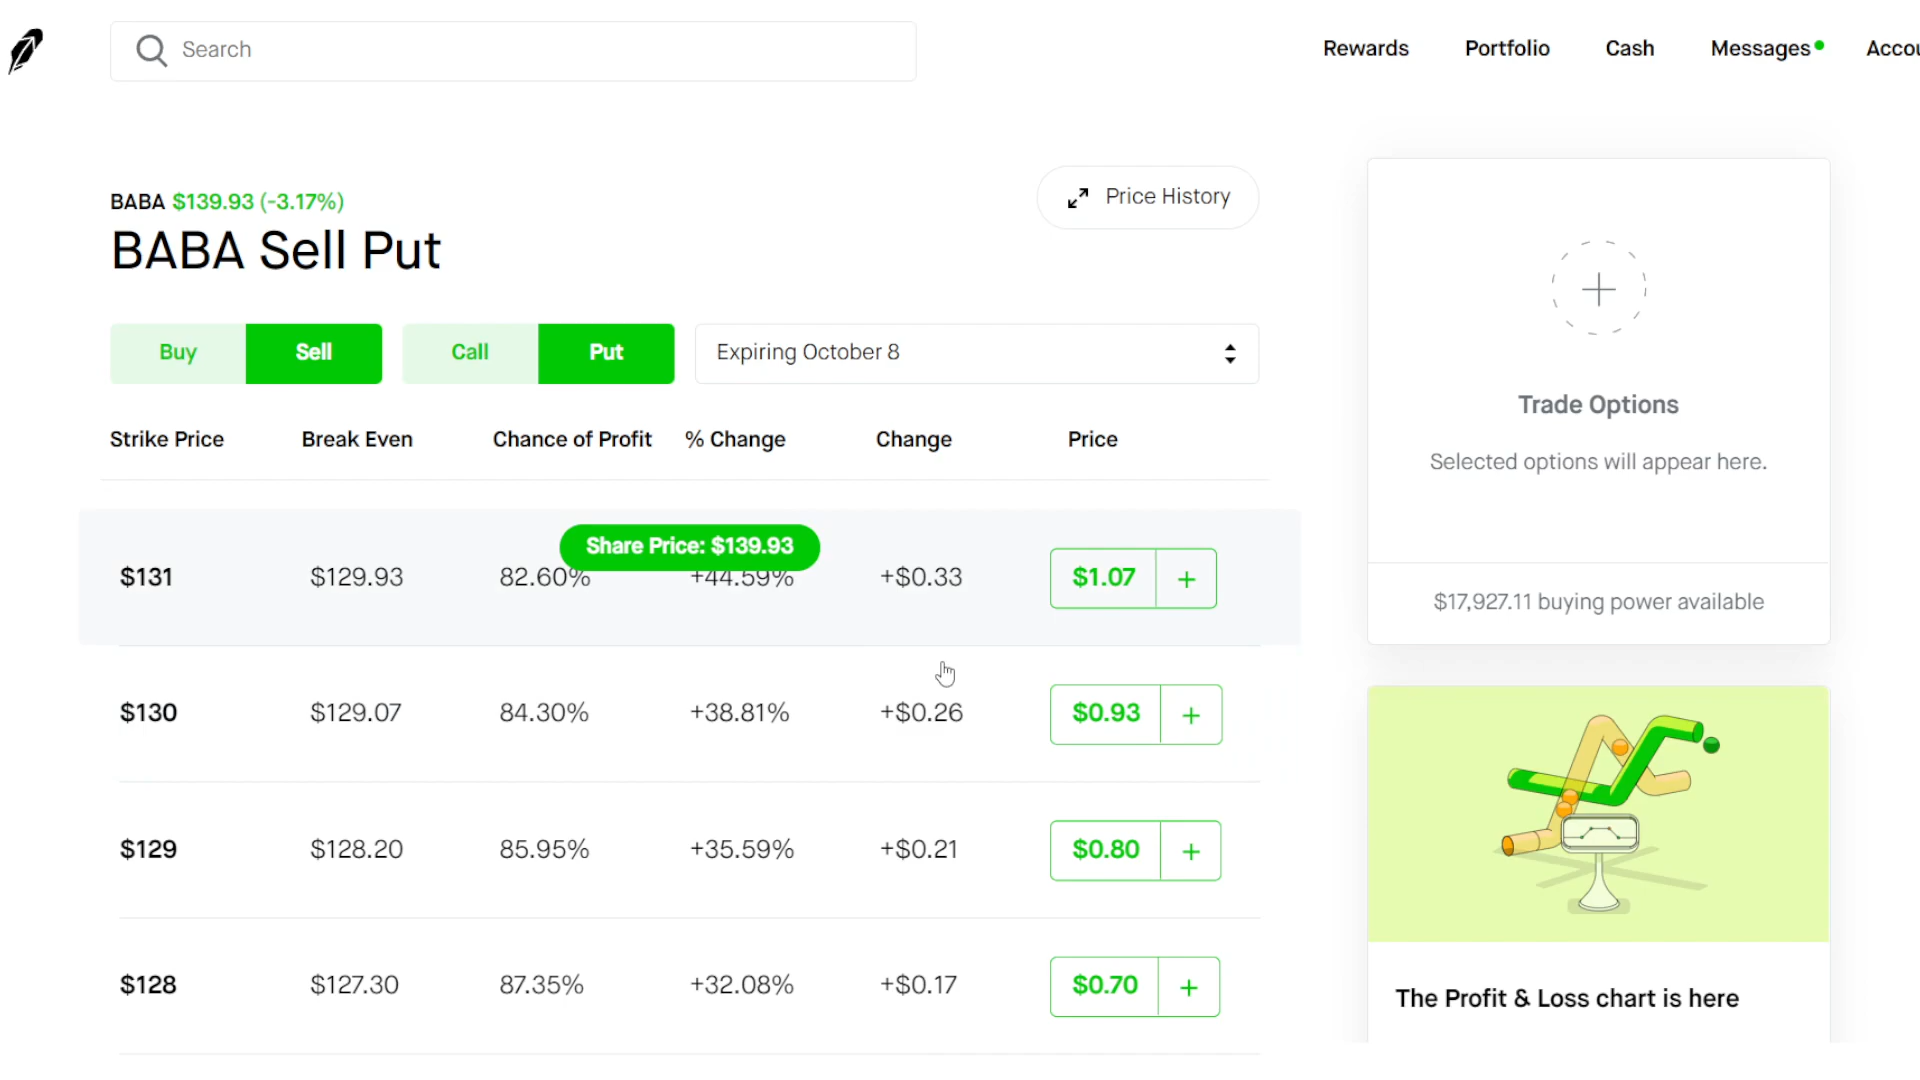 Search
Rewards
Portfolio
Cash
Messages
Accou
BABA $139.93 (-3.17%)
BABA Sell Put
Price History
Buy
Sell
Call
Put
Expiring October 8
Strike Price
Break Even
Chance of Profit
% Change
Change
Price
Share Price: $139.93
$131
$129.93
82.60%
+44.59%
+$0.33
$1.07
+
$130
$129.07
84.30%
+38.81%
+$0.26
$0.93
+
$129
$128.20
85.95%
+35.59%
+$0.21
$0.80
+
$128
$127.30
87.35%
+32.08%
+$0.17
$0.70
+
Trade Options
Selected options will appear here.
$17,927.11 buying power available
The Profit & Loss chart is here